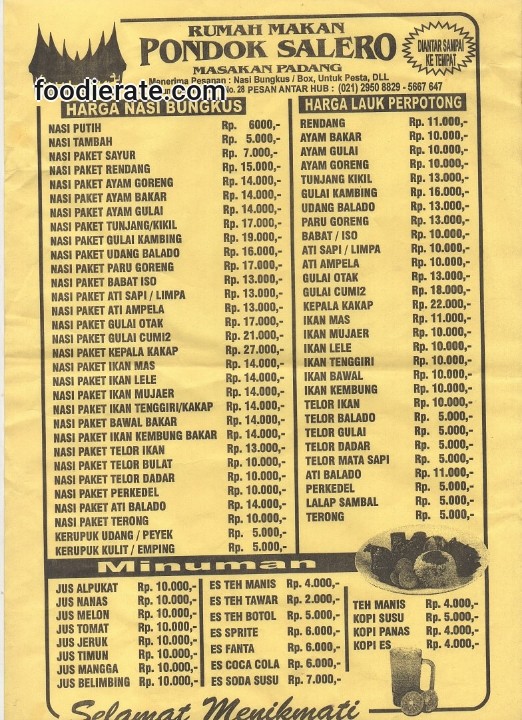 RUMAH MAKAN
PONDOK SALERO
MASAKAN PADANG
DIANTAR SAMPAI
KE TEMPAT
Menerima Pesanan : Nasi Bungkus / Box, Untuk Pesta, DLL
No. 28 PESAN ANTAR HUB : (021) 2950 8829 - 5667 647
foodierate.com
HARGA NASI BUNGKUS
NASI PUTIH Rp. 6000,-
NASI TAMBAH Rp. 5.000,-
NASI PAKET SAYUR Rp. 7.000,-
NASI PAKET RENDANG Rp. 15.000,-
NASI PAKET AYAM GORENG Rp. 14.000,-
NASI PAKET AYAM BAKAR Rp. 14.000,-
NASI PAKET AYAM GULAI Rp. 14.000,-
NASI PAKET TUNJANG/KIKIL Rp. 17.000,-
NASI PAKET GULAI KAMBING Rp. 19.000,-
NASI PAKET UDANG BALADO Rp. 16.000,-
NASI PAKET PARU GORENG Rp. 17.000,-
NASI PAKET BABAT ISO Rp. 13.000,-
NASI PAKET ATI SAPI / LIMPA Rp. 13.000,-
NASI PAKET ATI AMPELA Rp. 13.000,-
NASI PAKET GULAI OTAK Rp. 17.000,-
NASI PAKET GULAI CUMI2 Rp. 21.000,-
NASI PAKET KEPALA KAKAP Rp. 27.000,-
NASI PAKET IKAN MAS Rp. 14.000,-
NASI PAKET IKAN LELE Rp. 14.000,-
NASI PAKET IKAN MUJAER Rp. 14.000,-
NASI PAKET IKAN TENGGIRI/KAKAP Rp. 14.000,-
NASI PAKET BAWAL BAKAR Rp. 14.000,-
NASI PAKET IKAN KEMBUNG BAKAR Rp. 14.000,-
NASI PAKET TELOR IKAN Rp. 13.000,-
NASI PAKET TELOR BULAT Rp. 10.000,-
NASI PAKET TELOR DADAR Rp. 10.000,-
NASI PAKET PERKEDEL Rp. 10.000,-
NASI PAKET ATI BALADO Rp. 14.000,-
NASI PAKET TERONG Rp. 10.000,-
KERUPUK UDANG / PEYEK Rp. 5.000,-
KERUPUK KULIT / EMPING Rp. 5.000,-
HARGA LAUK PERPOTONG
RENDANG Rp. 11.000,-
AYAM BAKAR Rp. 10.000,-
AYAM GULAI Rp. 10.000,-
AYAM GORENG Rp. 10.000,-
TUNJANG KIKIL Rp. 13.000,-
GULAI KAMBING Rp. 16.000,-
UDANG BALADO Rp. 13.000,-
PARU GORENG Rp. 13.000,-
BABAT / ISO Rp. 10.000,-
ATI SAPI / LIMPA Rp. 10.000,-
ATI AMPELA Rp. 10.000,-
GULAI OTAK Rp. 13.000,-
GULAI CUMI2 Rp. 18.000,-
KEPALA KAKAP Rp. 22.000,-
IKAN MAS Rp. 11.000,-
IKAN MUJAER Rp. 10.000,-
IKAN LELE Rp. 10.000,-
IKAN TENGGIRI Rp. 10.000,-
IKAN BAWAL Rp. 10.000,-
IKAN KEMBUNG Rp. 10.000,-
TELOR IKAN Rp. 10.000,-
TELOR BALADO Rp. 5.000,-
TELOR GULAI Rp. 5.000,-
TELOR DADAR Rp. 5.000,-
TELOR MATA SAPI Rp. 5.000,-
ATI BALADO Rp. 11.000,-
PERKEDEL Rp. 5.000,-
LALAP SAMBAL Rp. 5.000,-
TERONG Rp. 5.000,-
Minuman
JUS ALPUKAT Rp. 10.000,-
JUS NANAS Rp. 10.000,-
JUS MELON Rp. 10.000,-
JUS TOMAT Rp. 10.000,-
JUS JERUK Rp. 10.000,-
JUS TIMUN Rp. 10.000,-
JUS MANGGA Rp. 10.000,-
JUS BELIMBING Rp. 10.000,-
ES TEH MANIS Rp. 4.000,-
ES TEH TAWAR Rp. 2.000,-
ES TEH BOTOL Rp. 5.000,-
ES SPRITE Rp. 6.000,-
ES FANTA Rp. 6.000,-
ES COCA COLA Rp. 6.000,-
ES SODA SUSU Rp. 7.000,-
TEH MANIS Rp. 4.000,-
KOPI SUSU Rp. 5.000,-
KOPI PANAS Rp. 4.000,-
KOPI ES Rp. 4.000,-
Selamat Menikmati